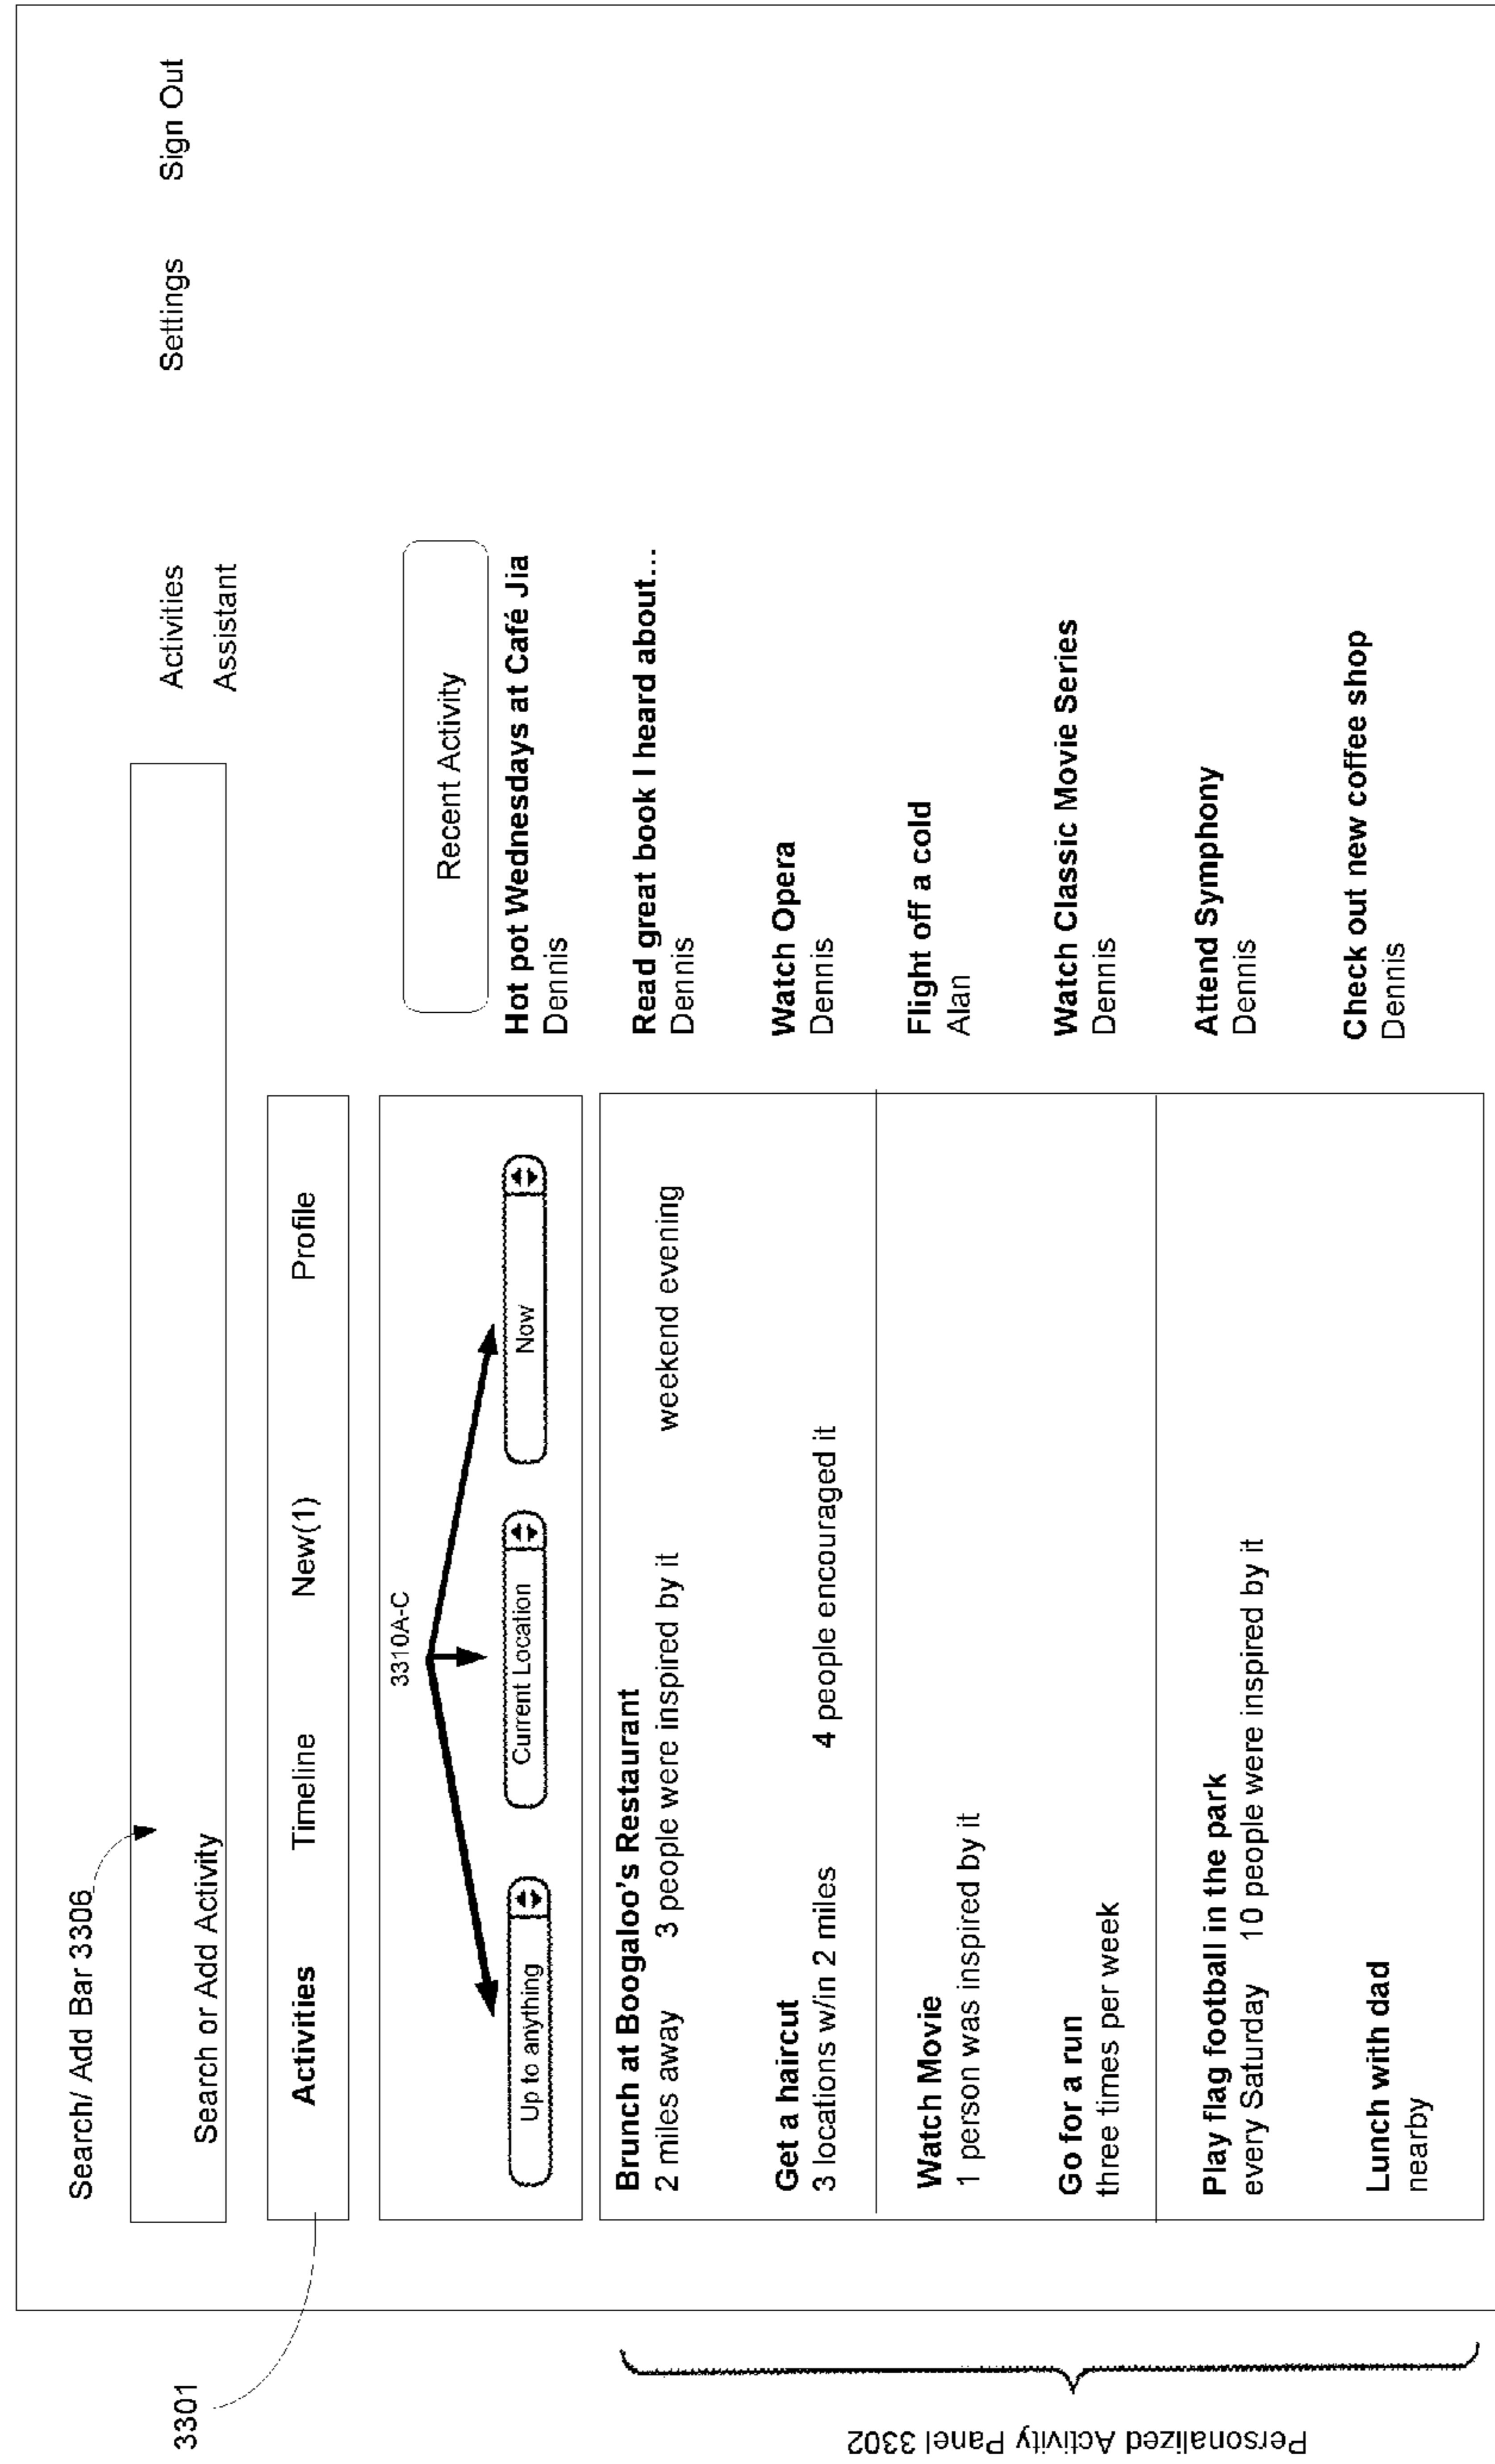 Search/ Add Bar 3306
Search or Add Activity
Activities
Assistant
Settings
Sign Out
3301
Activities
Timeline
New(1)
Profile
3310A-C
Up to anything
Current Location
Now
Personalized Activity Panel 3302
Brunch at Boogaloo's Restaurant
2 miles away 3 people were inspired by it weekend evening
Get a haircut
3 locations w/in 2 miles 4 people encouraged it
Watch Movie
1 person was inspired by it
Go for a run
three times per week
Play flag football in the park
every Saturday 10 people were inspired by it
Lunch with dad
nearby
Recent Activity
Hot pot Wednesdays at Café Jia
Dennis
Read great book I heard about...
Dennis
Watch Opera
Dennis
Flight off a cold
Alan
Watch Classic Movie Series
Dennis
Attend Symphony
Dennis
Check out new coffee shop
Dennis